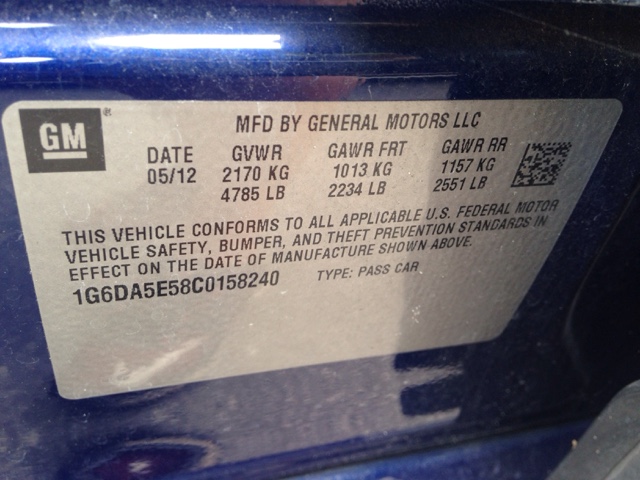 GM®
MFD BY GENERAL MOTORS LLC
DATE GVWR GAWR FRT GAWR RR
05/12 2170 KG 1013 KG 1157 KG
4785 LB 2234 LB 2551 LB
THIS VEHICLE CONFORMS TO ALL APPLICABLE U.S. FEDERAL MOTOR
VEHICLE SAFETY, BUMPER, AND THEFT PREVENTION STANDARDS IN
EFFECT ON THE DATE OF MANUFACTURE SHOWN ABOVE.
1G6DA5E58C0158240 TYPE: PASS CAR